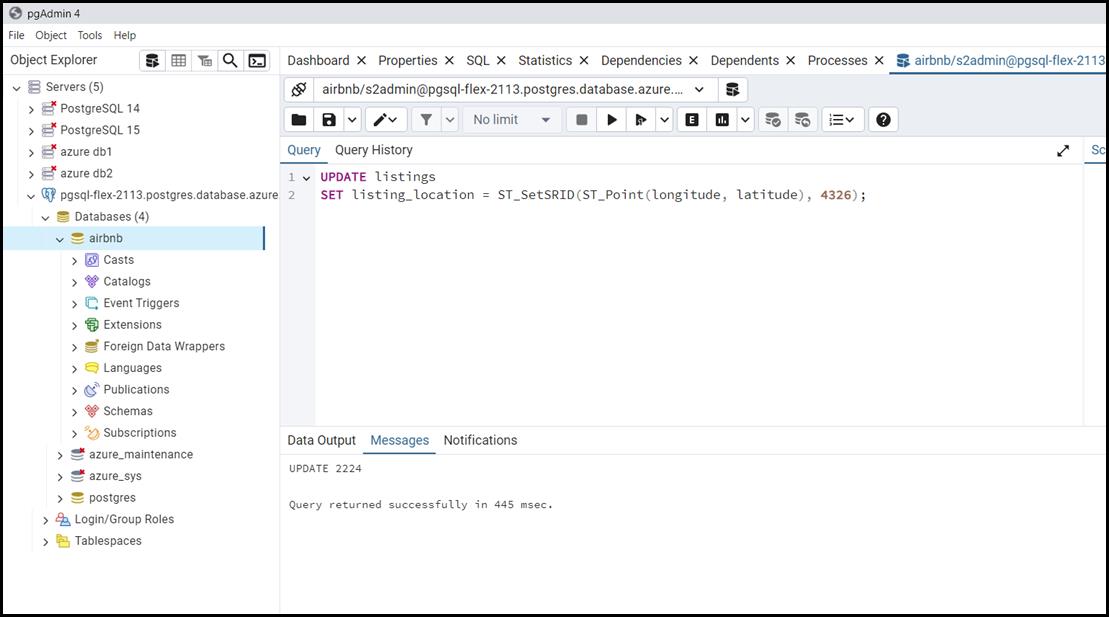 pgAdmin 4
File Object Tools Help
Object Explorer
Dashboard Properties SQL Statistics Dependencies Dependents Processes airbnb/s2admin@pgsql-flex-2113
Servers (5)
PostgreSQL 14
PostgreSQL 15
azure db1
azure db2
pgsql-flex-2113.postgres.database.azure
Databases (4)
airbnb
Casts
Catalogs
Event Triggers
Extensions
Foreign Data Wrappers
Languages
Publications
Schemas
Subscriptions
azure_maintenance
azure_sys
postgres
Login/Group Roles
Tablespaces
airbnb/s2admin@pgsql-flex-2113.postgres.database.azure....
No limit
E
Query Query History
Sc
1 UPDATE listings
2 SET listing_location = ST_SetSRID(ST_Point(longitude, latitude), 4326);
Data Output Messages Notifications
UPDATE 2224
Query returned successfully in 445 msec.